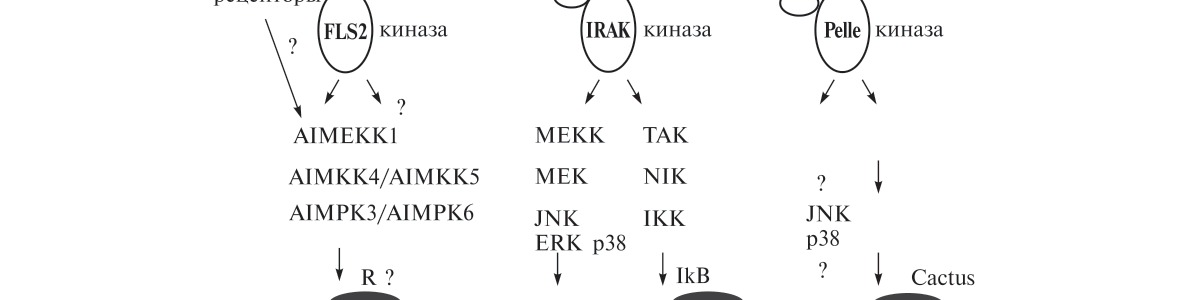 рецепторы
FLS2 киназа
IRAK киназа
Pelle киназа
?
?
AIMEKK1
MEKK TAK
AIMKK4/AIMKK5
MEK NIK
?
AIMPK3/AIMPK6
JNK IKK
JNK
ERK p38
p38
R ?
IkB
?
Cactus